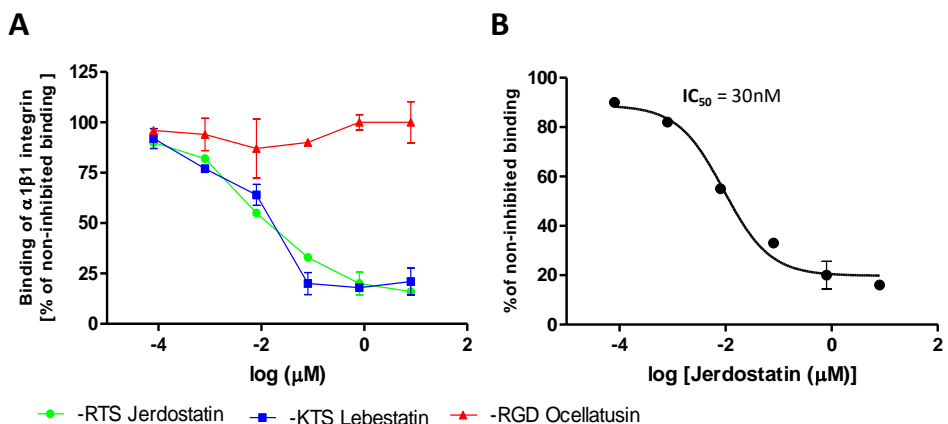 A
Binding of α1β1 integrin
[% of non-inhibited binding ]
125
100
75
50
25
0
-4
-2
0
2
log (μM)
B
% of non-inhibited binding
100
80
60
40
20
0
IC50 = 30nM
-4
-2
0
2
log [Jerdostatin (μM)]
-RTS Jerdostatin
-KTS Lebestatin
-RGD Ocellatusin